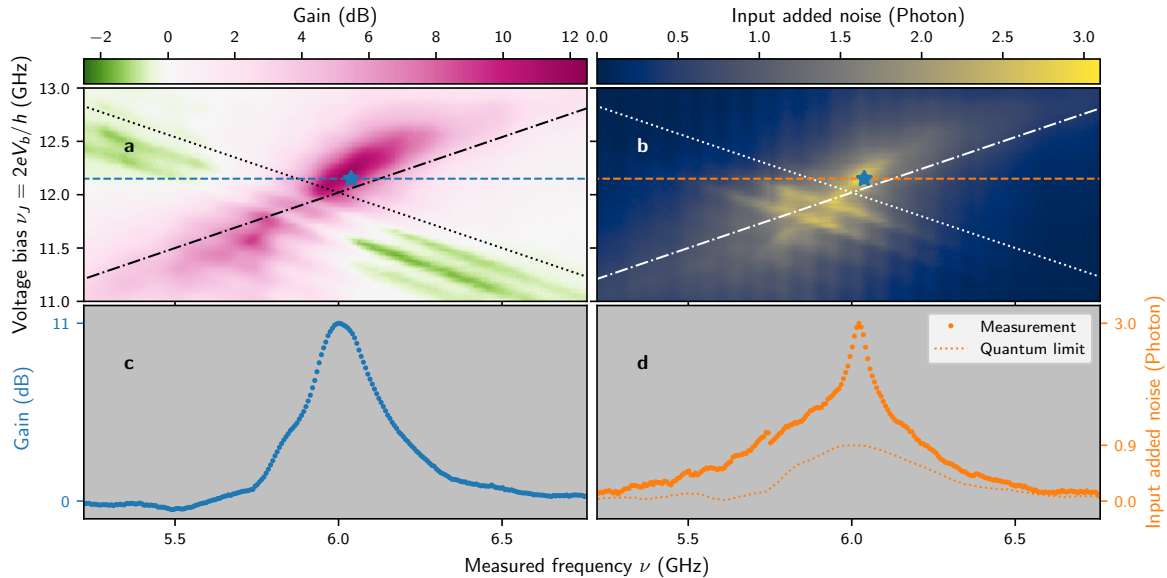 Gain (dB)
Input added noise (Photon)
−2 0 2 4 6 8 10 12
0.0 0.5 1.0 1.5 2.0 2.5 3.0
Voltage bias ν_J = 2eV_b/h (GHz)
13.0
12.5
12.0
11.5
11.0
a
b
Gain (dB)
11
0
c
d
Measurement
Quantum limit
3.0
0.9
0.0
Input added noise (Photon)
5.5 6.0 6.5
5.5 6.0 6.5
Measured frequency ν (GHz)